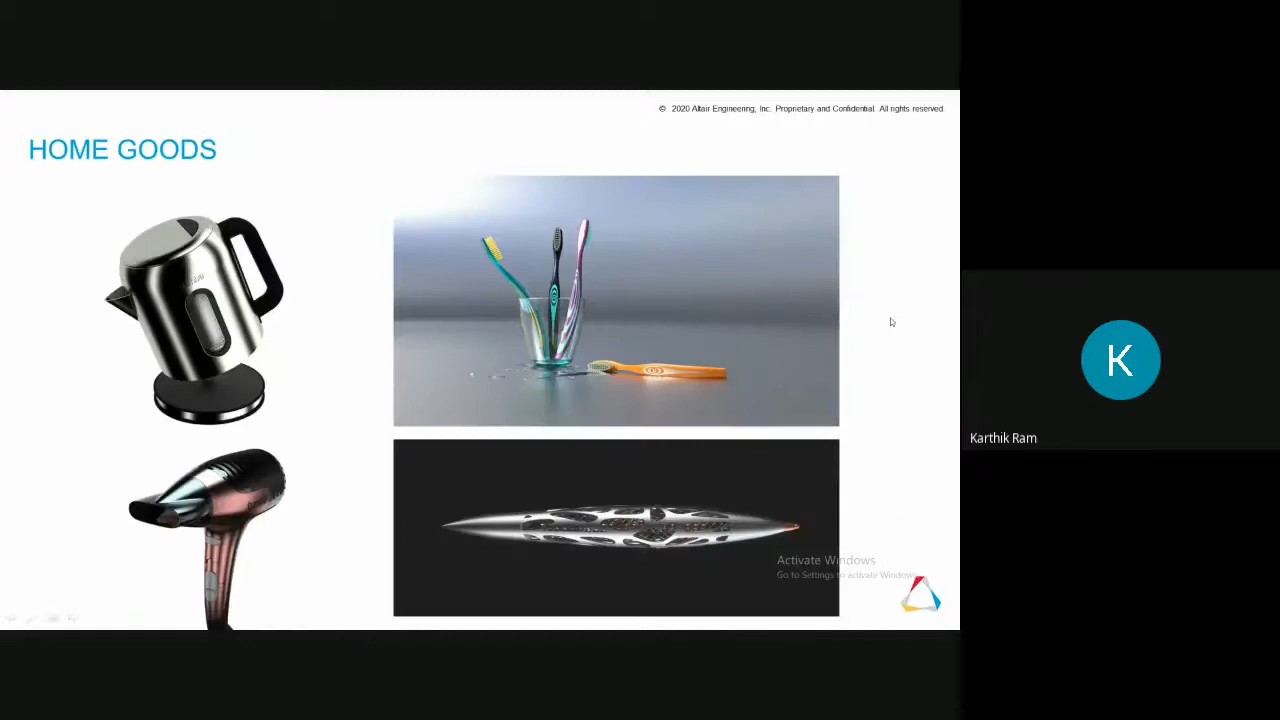 © 2020 Altair Engineering, Inc. Proprietary and Confidential. All rights reserved.
HOME GOODS
K
Karthik Ram
Activate Windows
Go to Settings to activate Windows.